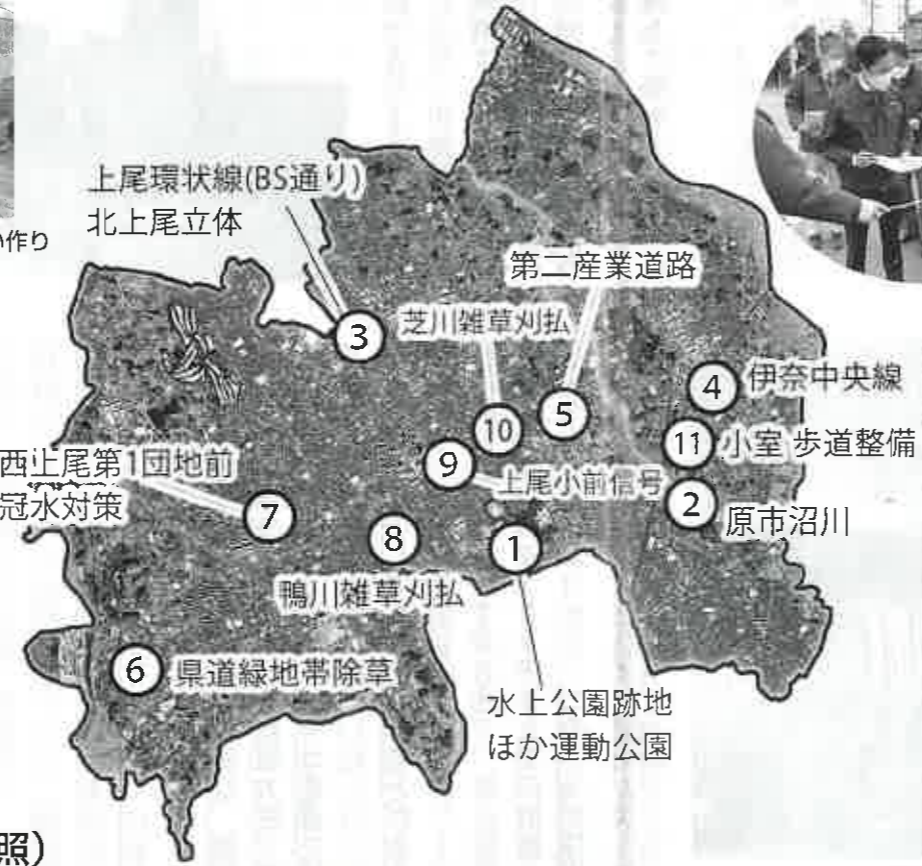 い作り
上尾環状線(BS通り)
北上尾立体
第二産業道路
3
芝川雑草刈払
4
伊奈中央線
5
10
11
小室 歩道整備
9
上尾小前信号
西上尾第1団地前
冠水対策
2
原市沼川
7
8
1
鴨川雑草刈払
6
県道緑地帯除草
水上公園跡地
ほか運動公園
照)